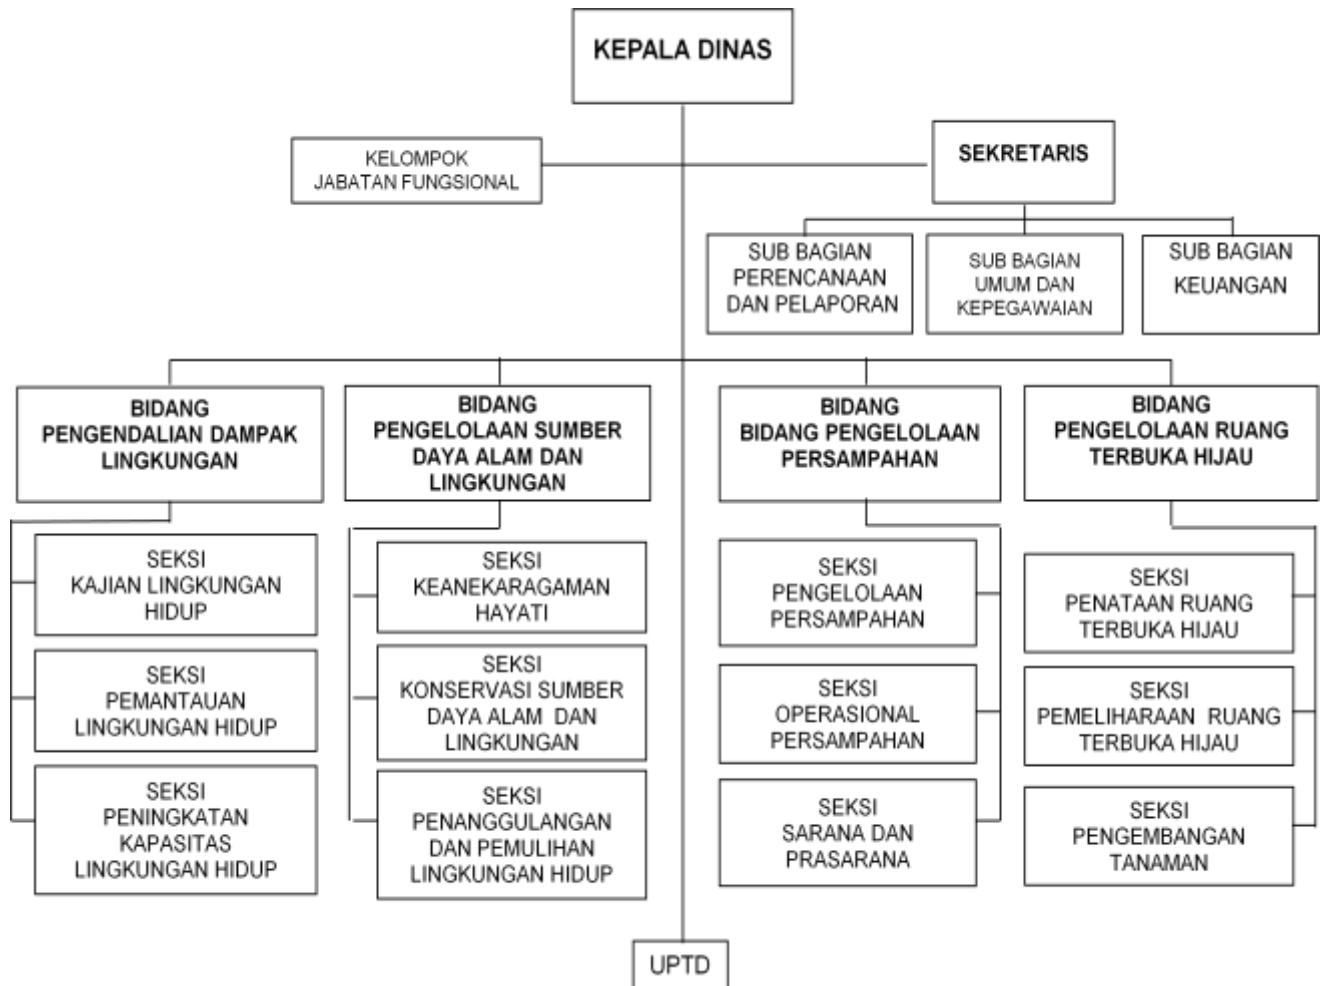 KEPALA DINAS
KELOMPOK
JABATAN FUNGSIONAL
SEKRETARIS
SUB BAGIAN
PERENCANAAN
DAN PELAPORAN
SUB BAGIAN
UMUM DAN
KEPEGAWAIAN
SUB BAGIAN
KEUANGAN
BIDANG
PENGENDALIAN DAMPAK
LINGKUNGAN
BIDANG
PENGELOLAAN SUMBER
DAYA ALAM DAN
LINGKUNGAN
BIDANG
BIDANG PENGELOLAAN
PERSAMPAHAN
BIDANG
PENGELOLAAN RUANG
TERBUKA HIJAU
SEKSI
KAJIAN LINGKUNGAN
HIDUP
SEKSI
PEMANTAUAN
LINGKUNGAN HIDUP
SEKSI
PENINGKATAN
KAPASITAS
LINGKUNGAN HIDUP
SEKSI
KEANEKARAGAMAN
HAYATI
SEKSI
KONSERVASI SUMBER
DAYA ALAM DAN
LINGKUNGAN
SEKSI
PENANGGULANGAN
DAN PEMULIHAN
LINGKUNGAN HIDUP
SEKSI
PENGELOLAAN
PERSAMPAHAN
SEKSI
OPERASIONAL
PERSAMPAHAN
SEKSI
SARANA DAN
PRASARANA
SEKSI
PENATAAN RUANG
TERBUKA HIJAU
SEKSI
PEMELIHARAAN RUANG
TERBUKA HIJAU
SEKSI
PENGEMBANGAN
TANAMAN
UPTD